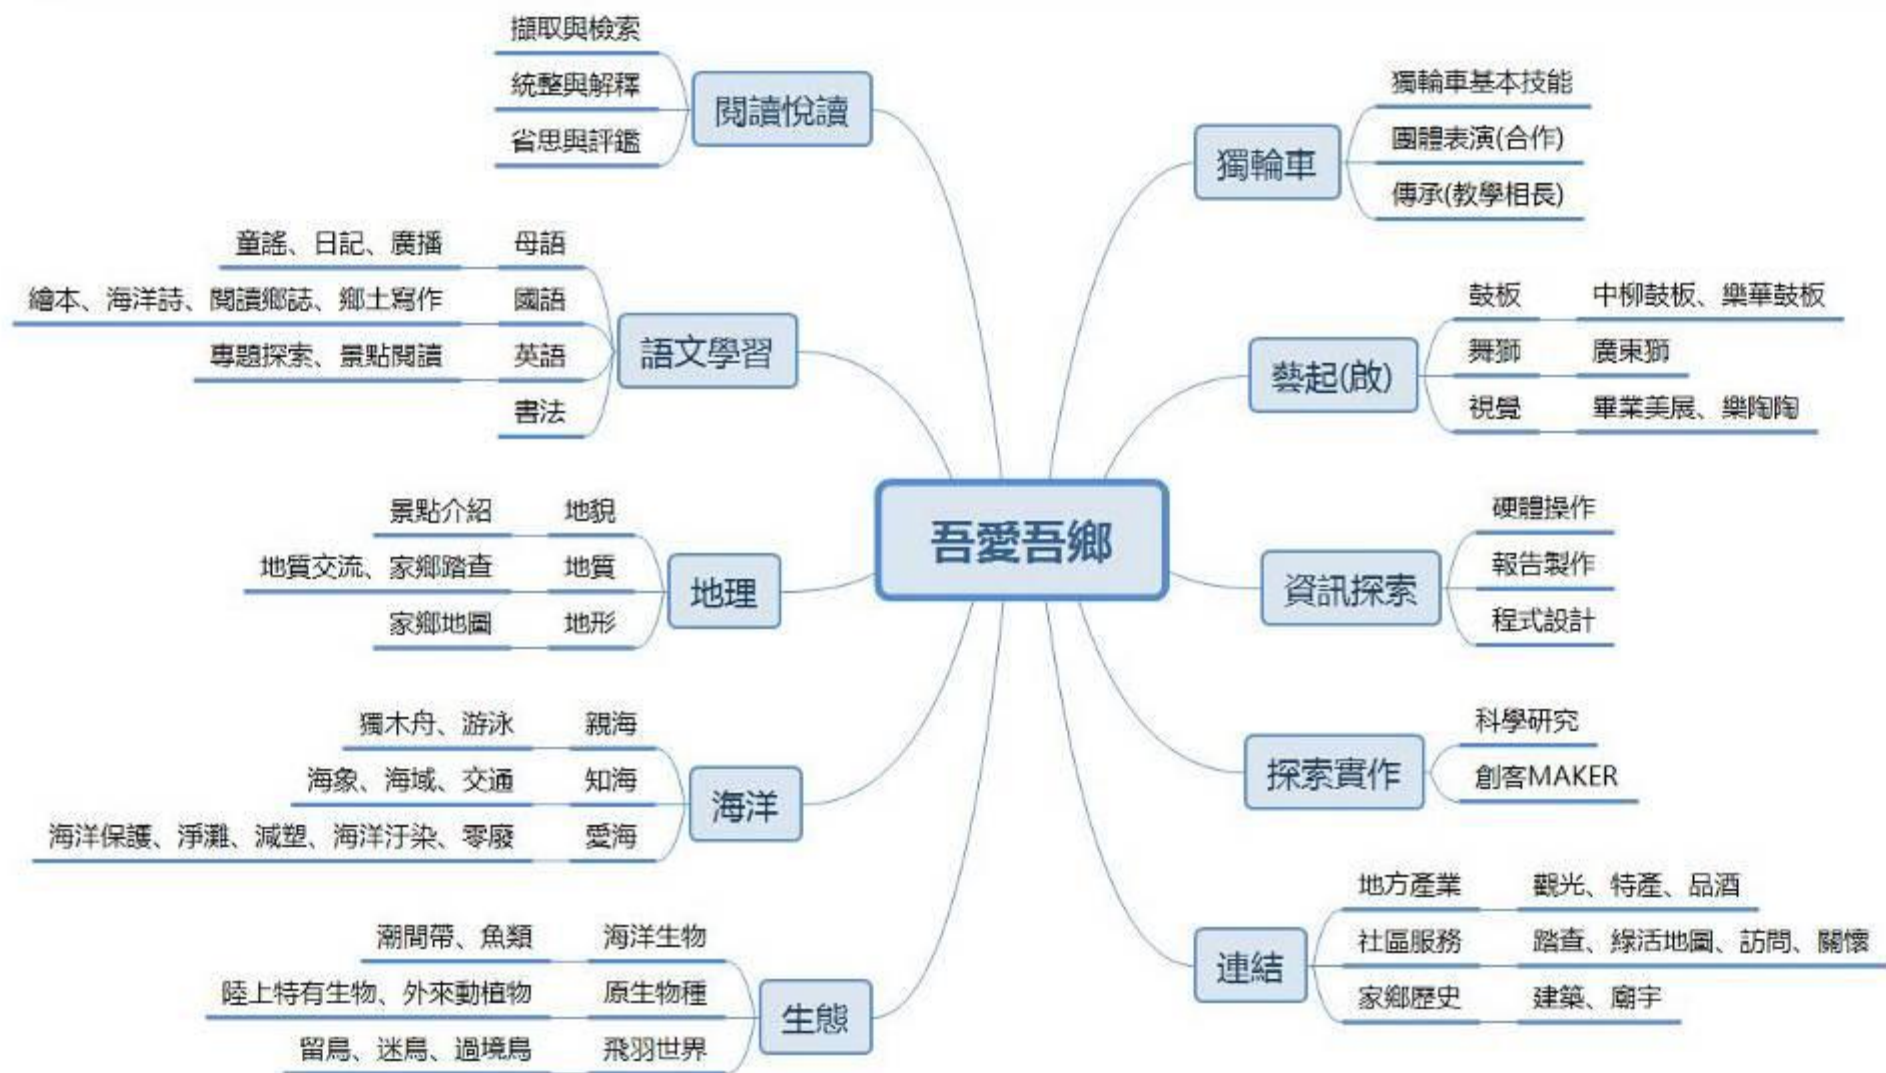 吾愛吾鄉
閱讀悅讀
擷取與檢索
統整與解釋
省思與評鑑
語文學習
童謠、日記、廣播 母語
繪本、海洋詩、閱讀鄉誌、鄉土寫作 國語
專題探索、景點閱讀 英語
書法
地理
景點介紹 地貌
地質交流、家鄉踏查 地質
家鄉地圖 地形
海洋
獨木舟、游泳 親海
海象、海域、交通 知海
海洋保護、淨灘、減塑、海洋汙染、零廢 愛海
生態
潮間帶、魚類 海洋生物
陸上特有生物、外來動植物 原生物種
留鳥、迷鳥、過境鳥 飛羽世界
獨輪車
獨輪車基本技能
團體表演(合作)
傳承(教學相長)
藝起(啟)
鼓板 中柳鼓板、樂華鼓板
舞獅 廣東獅
視覺 畢業美展、樂陶陶
資訊探索
硬體操作
報告製作
程式設計
探索實作
科學研究
創客MAKER
連結
地方產業 觀光、特產、品酒
社區服務 踏查、綠活地圖、訪問、關懷
家鄉歷史 建築、廟宇